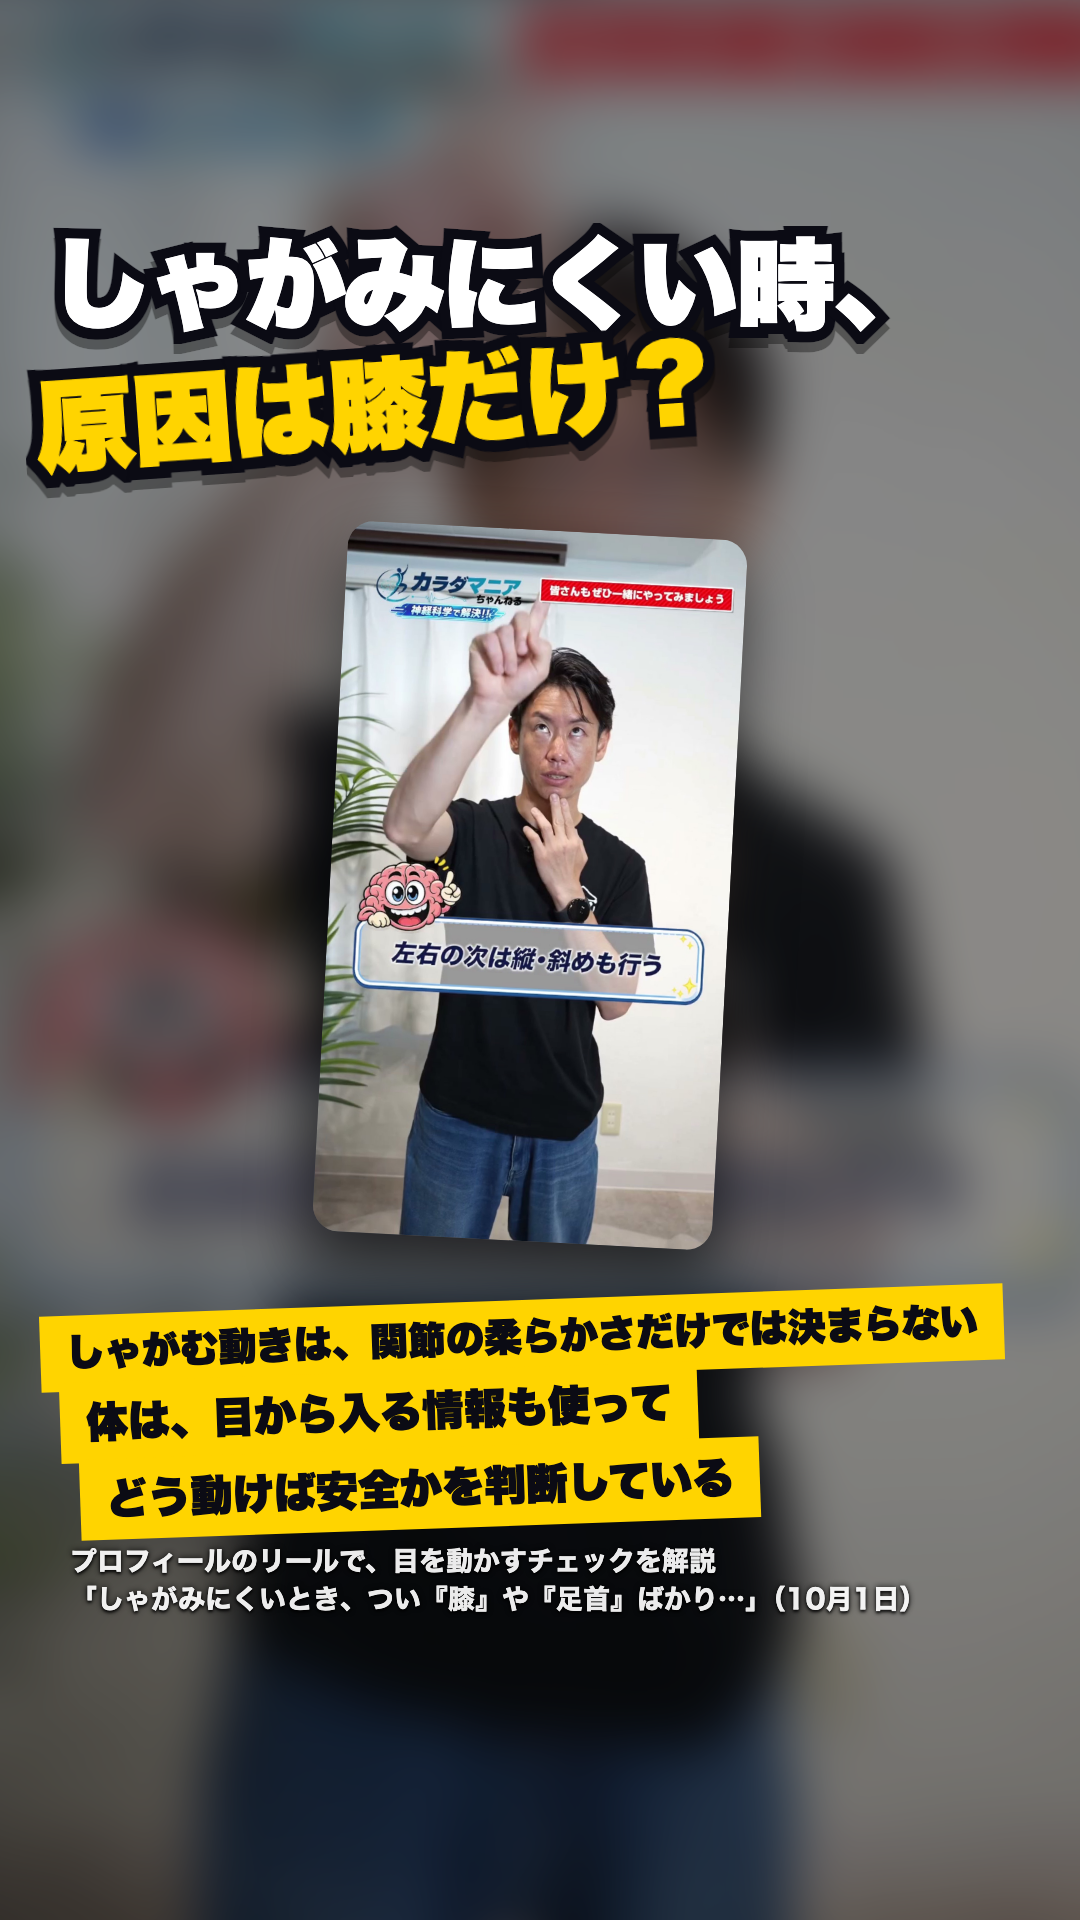 しゃがみにくい時、
原因は膝だけ？
カラダマニア
ちゃんねる
神経科学で解決!!
皆さんもぜひ一緒にやってみましょう
左右の次は縦・斜めも行う
しゃがむ動きは、関節の柔らかさだけでは決まらない
体は、目から入る情報も使って
どう動けば安全かを判断している
プロフィールのリールで、目を動かすチェックを解説
「しゃがみにくいとき、つい『膝』や『足首』ばかり…」（10月1日）